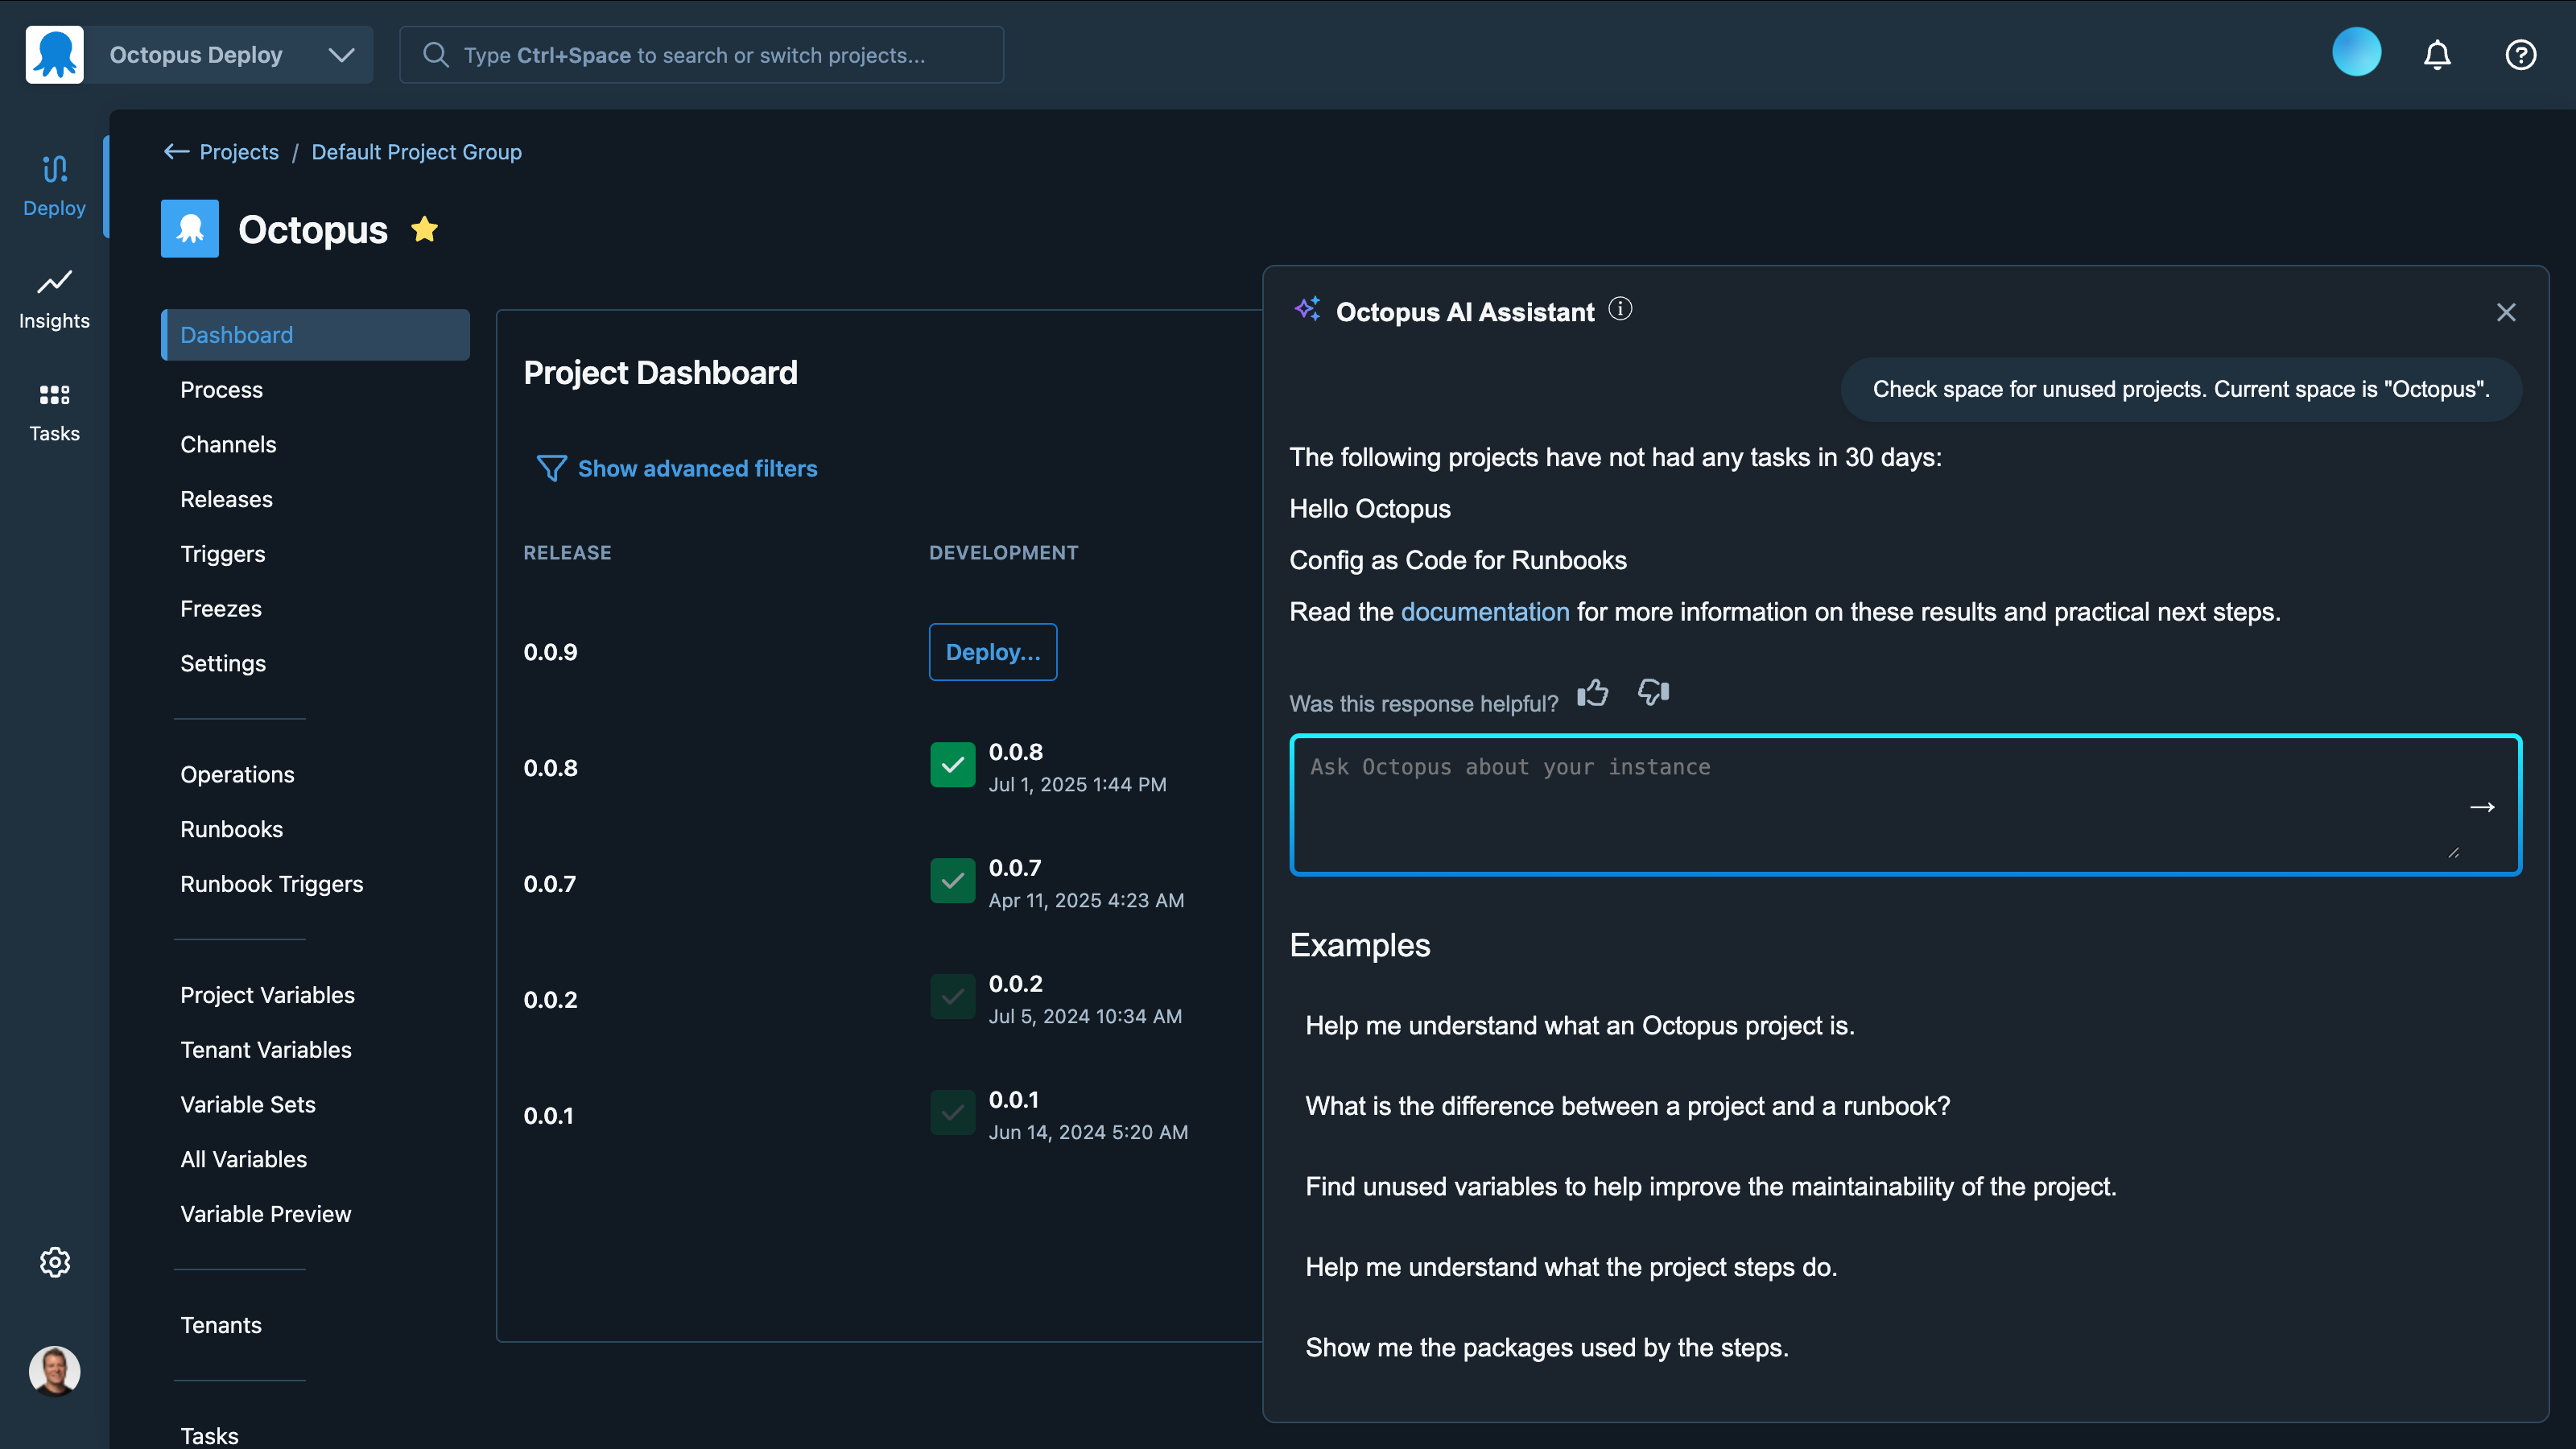 Octopus Deploy
Type Ctrl+Space to search or switch projects...
Deploy
Insights
Tasks
Projects / Default Project Group
Octopus
Dashboard
Process
Channels
Releases
Triggers
Freezes
Settings
Operations
Runbooks
Runbook Triggers
Project Variables
Tenant Variables
Variable Sets
All Variables
Variable Preview
Tenants
Tasks
Project Dashboard
Show advanced filters
RELEASE DEVELOPMENT
0.0.9 Deploy...
0.0.8 0.0.8
Jul 1, 2025 1:44 PM
0.0.7 0.0.7
Apr 11, 2025 4:23 AM
0.0.2 0.0.2
Jul 5, 2024 10:34 AM
0.0.1 0.0.1
Jun 14, 2024 5:20 AM
Octopus AI Assistant
Check space for unused projects. Current space is "Octopus".
The following projects have not had any tasks in 30 days:
Hello Octopus
Config as Code for Runbooks
Read the documentation for more information on these results and practical next steps.
Was this response helpful?
Ask Octopus about your instance
Examples
Help me understand what an Octopus project is.
What is the difference between a project and a runbook?
Find unused variables to help improve the maintainability of the project.
Help me understand what the project steps do.
Show me the packages used by the steps.